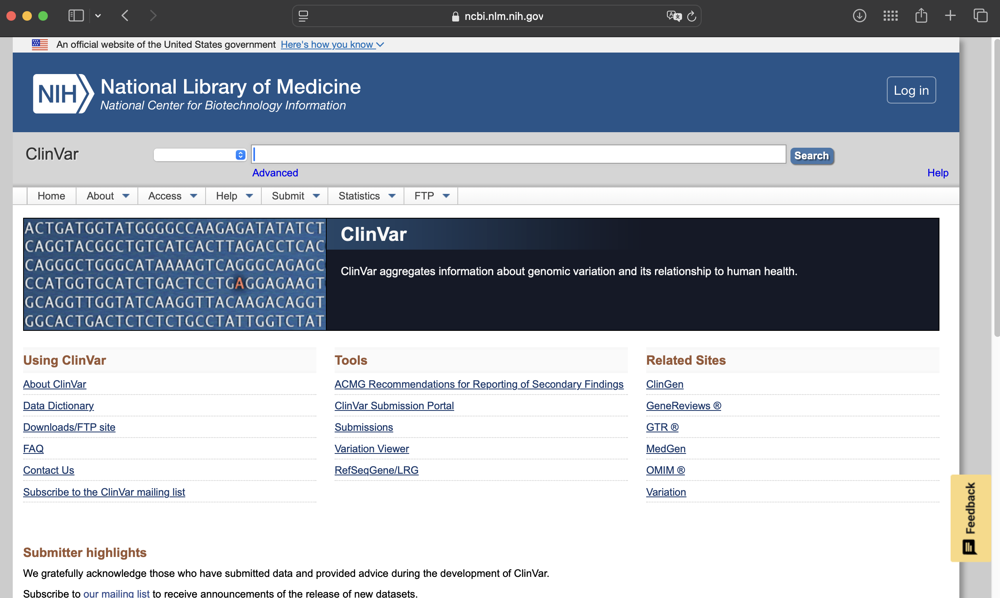 ncbi.nlm.nih.gov
An official website of the United States government Here's how you know
NIH National Library of Medicine
National Center for Biotechnology Information
Log in
ClinVar
Search
Advanced
Help
Home About Access Help Submit Statistics FTP
ACTGATGGTATGGGGCCAAGAGATATATCT
CAGGTACGGCTGTCATCACTTAGACCTCAC
CAGGGCTGGGCATAAAAGTCAGGGCAGAGC
CCATGGTGCATCTGACTCCTGAGGAGAAGT
GCAGGTTGGTATCAAGGTTACAAGACAGGT
GGCACTGACTCTCTCTGCCTATTGGTCTAT
ClinVar
ClinVar aggregates information about genomic variation and its relationship to human health.
Using ClinVar
About ClinVar
Data Dictionary
Downloads/FTP site
FAQ
Contact Us
Subscribe to the ClinVar mailing list
Tools
ACMG Recommendations for Reporting of Secondary Findings
ClinVar Submission Portal
Submissions
Variation Viewer
RefSeqGene/LRG
Related Sites
ClinGen
GeneReviews ®
GTR ®
MedGen
OMIM ®
Variation
Feedback
Submitter highlights
We gratefully acknowledge those who have submitted data and provided advice during the development of ClinVar.
Subscribe to our mailing list to receive announcements of the release of new datasets.